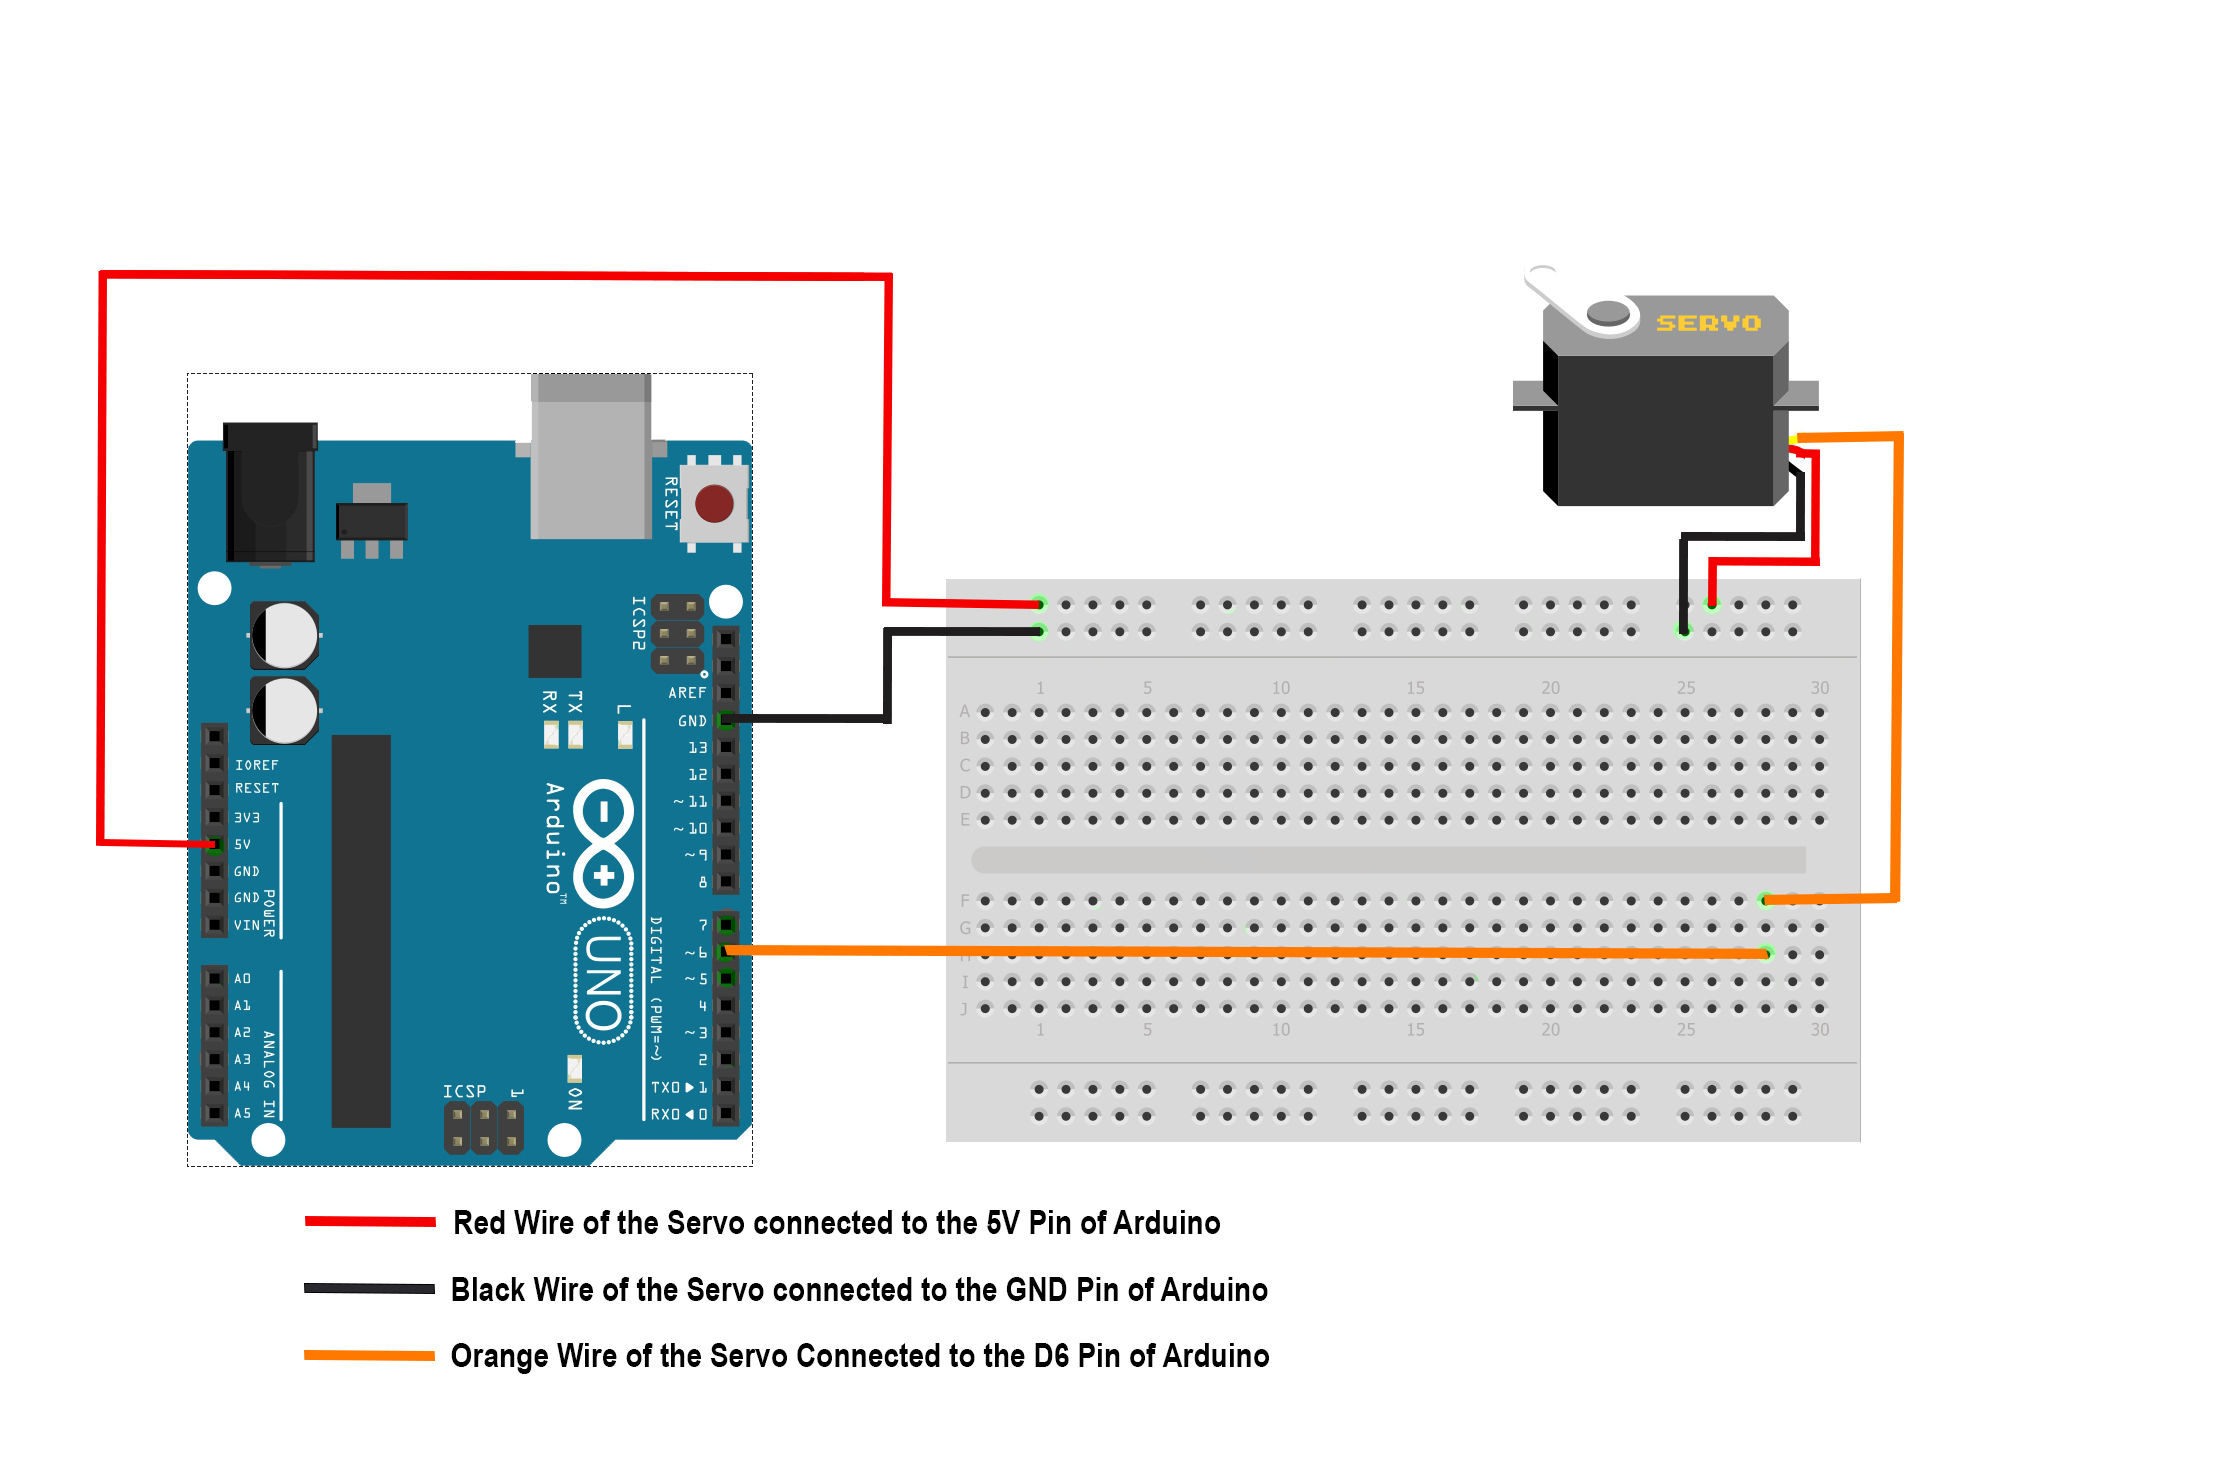 SERVO
RESET
ICSP2
AREF
GND
13
12
~11
~10
~9
8
7
~6
~5
4
~3
2
TX0▶1
RX0◀0
RX
TX
L
IOREF
RESET
3V3
5V
GND
GND
VIN
POWER
A0
A1
A2
A3
A4
A5
ANALOG IN
Arduino™
UNO
DIGITAL (PWM=~)
ICSP
1
ON
1 5 10 15 20 25 30
A
B
C
D
E
F
G
H
I
J
1 5 10 15 20 25 30
Red Wire of the Servo connected to the 5V Pin of Arduino
Black Wire of the Servo connected to the GND Pin of Arduino
Orange Wire of the Servo Connected to the D6 Pin of Arduino